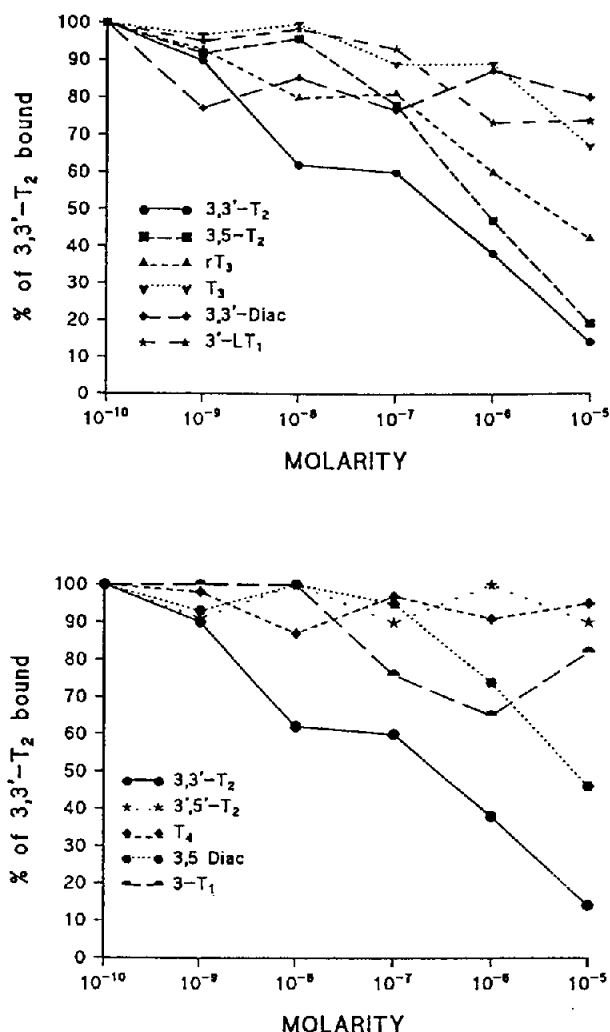 % of 3,3'-T₂ bound
100
90
80
70
60
50
40
30
20
10
0
3,3'-T₂
3,5-T₂
rT₃
T₃
3,3'-Diac
3'-LT₁
10⁻¹⁰ 10⁻⁹ 10⁻⁸ 10⁻⁷ 10⁻⁶ 10⁻⁵
MOLARITY
% of 3,3'-T₂ bound
100
90
80
70
60
50
40
30
20
10
0
3,3'-T₂
3',5'-T₂
T₄
3,5 Diac
3-T₁
10⁻¹⁰ 10⁻⁹ 10⁻⁸ 10⁻⁷ 10⁻⁶ 10⁻⁵
MOLARITY